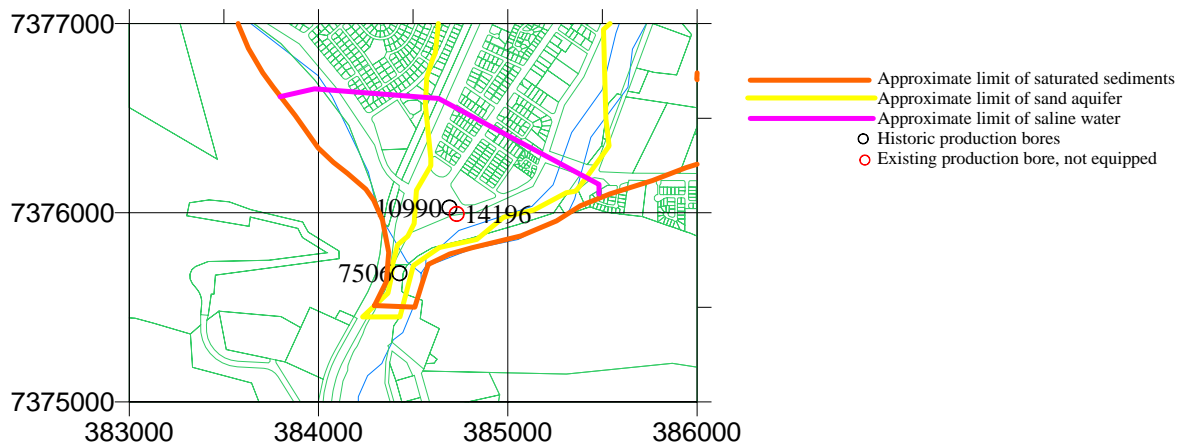 7377000
Approximate limit of saturated sediments
Approximate limit of sand aquifer
Approximate limit of saline water
Historic production bores
Existing production bore, not equipped
7376000
10990
14196
7506
7375000
383000
384000
385000
386000